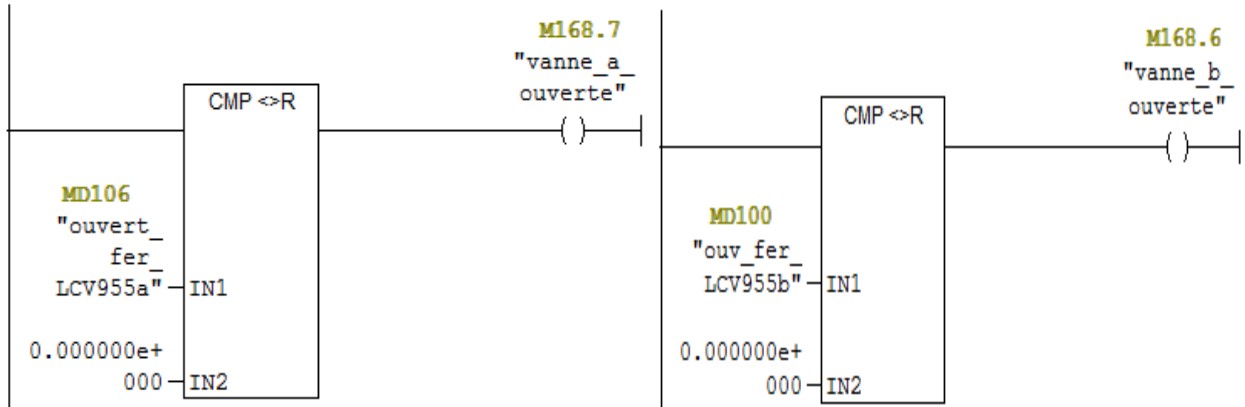 M168.7
"vanne_a_
ouverte"
CMP <>R
MD106
"ouvert_
fer_
LCV955a"
IN1
0.000000e+
000
IN2
M168.6
"vanne_b_
ouverte"
CMP <>R
MD100
"ouv_fer_
LCV955b"
IN1
0.000000e+
000
IN2